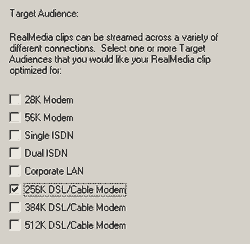 Target Audience:
RealMedia clips can be streamed across a variety of
different connections. Select one or more Target
Audiences that you would like your RealMedia clip
optimized for:
28K Modem
56K Modem
Single ISDN
Dual ISDN
Corporate LAN
256K DSL/Cable Modem
384K DSL/Cable Modem
512K DSL/Cable Modem